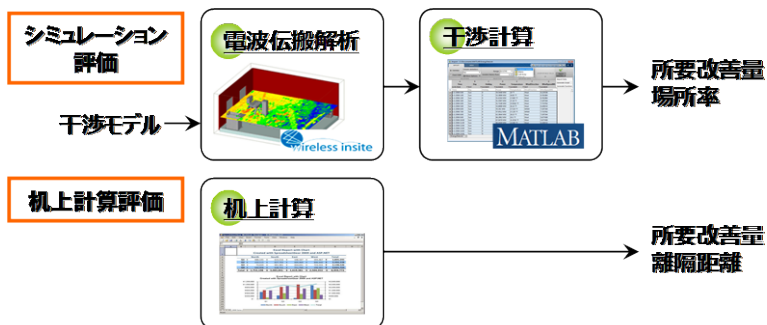 シミュレーション
評価
電波伝搬解析
干渉計算
干渉モデル
wireless insite
MATLAB
所要改善量
場所率
机上計算評価
机上計算
所要改善量
離隔距離